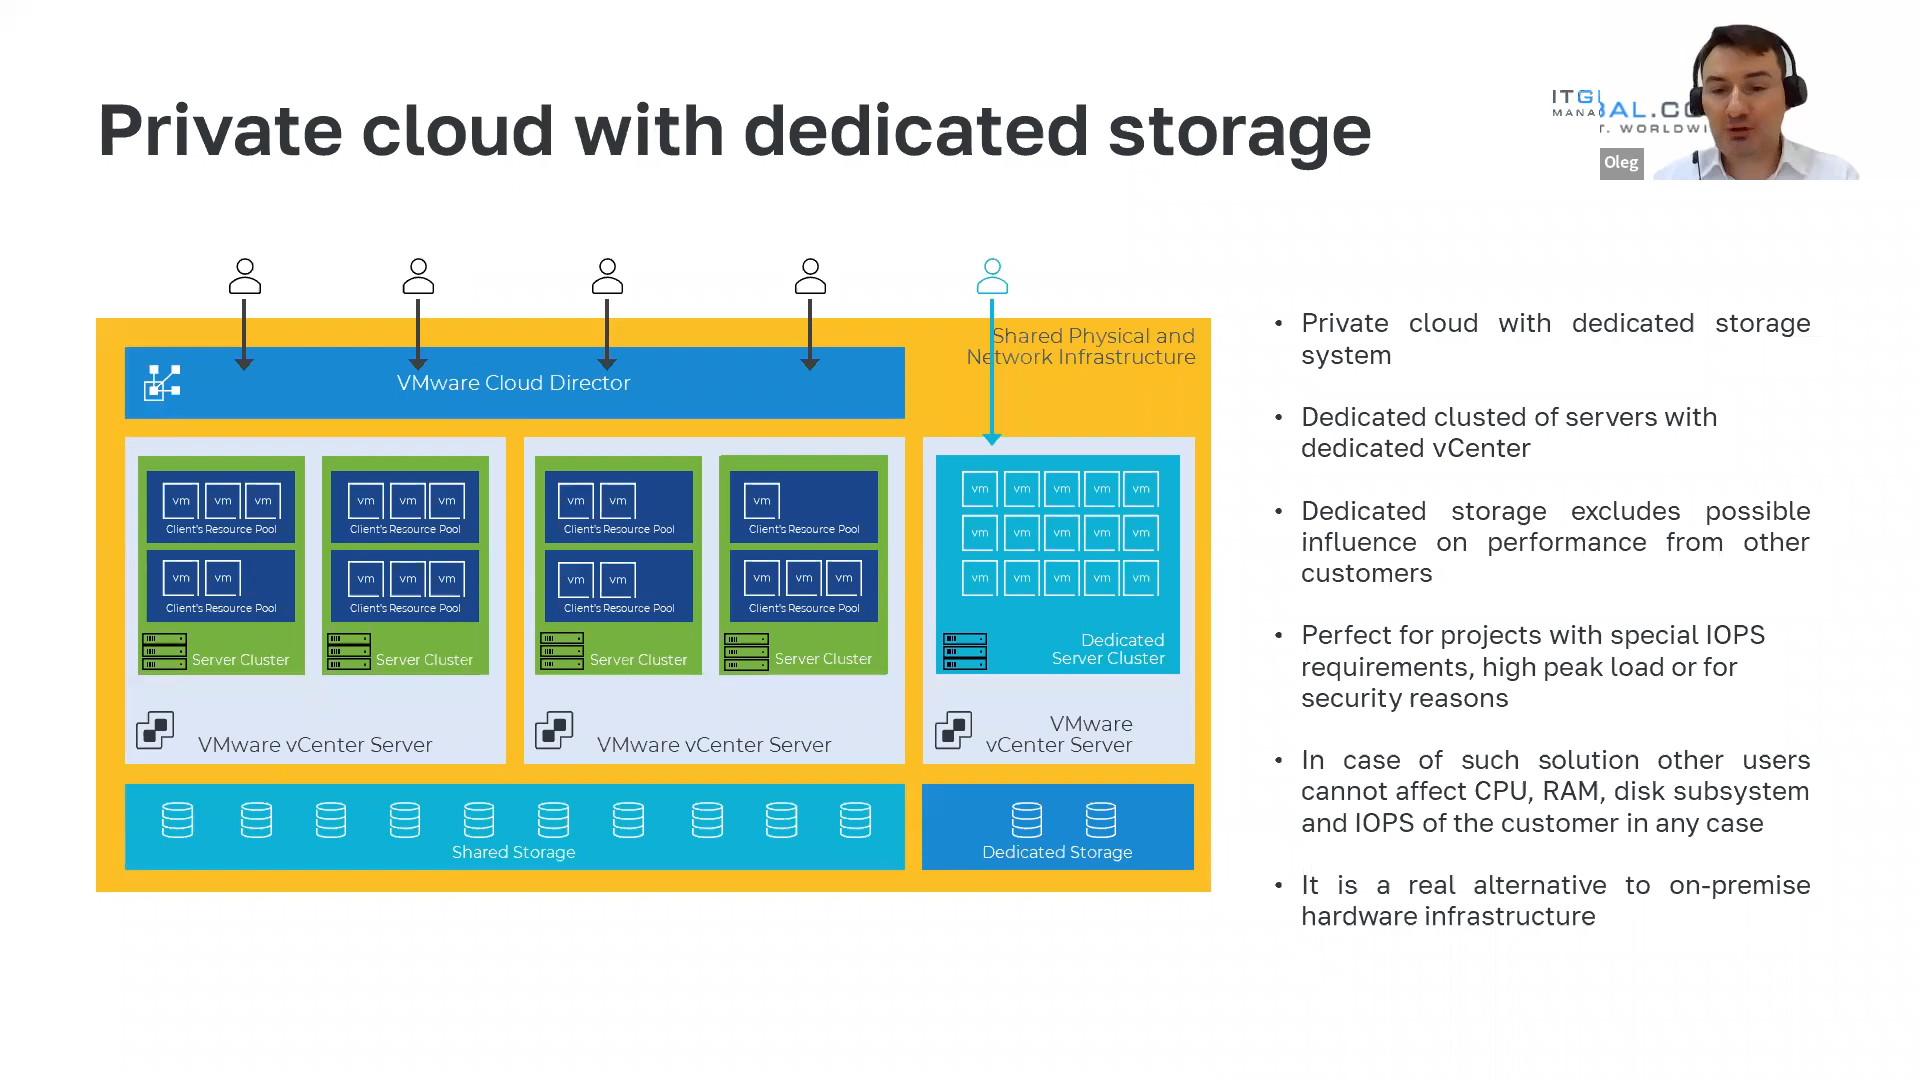 Private cloud with dedicated storage
ITG
MANA
BAL.CO
T. WORLDWI
Oleg
Shared Physical and
Network Infrastructure
VMware Cloud Director
vm vm vm
Client's Resource Pool
vm vm
Client's Resource Pool
Server Cluster
vm vm vm
Client's Resource Pool
vm vm vm
Client's Resource Pool
Server Cluster
VMware vCenter Server
vm vm
Client's Resource Pool
vm vm
Client's Resource Pool
Server Cluster
vm
Client's Resource Pool
vm vm vm
Client's Resource Pool
Server Cluster
VMware vCenter Server
vm vm vm vm vm
vm vm vm vm vm
vm vm vm vm vm
Dedicated
Server Cluster
VMware
vCenter Server
Shared Storage
Dedicated Storage
• Private cloud with dedicated storage
system
• Dedicated clusted of servers with
dedicated vCenter
• Dedicated storage excludes possible
influence on performance from other
customers
• Perfect for projects with special IOPS
requirements, high peak load or for
security reasons
• In case of such solution other users
cannot affect CPU, RAM, disk subsystem
and IOPS of the customer in any case
• It is a real alternative to on-premise
hardware infrastructure